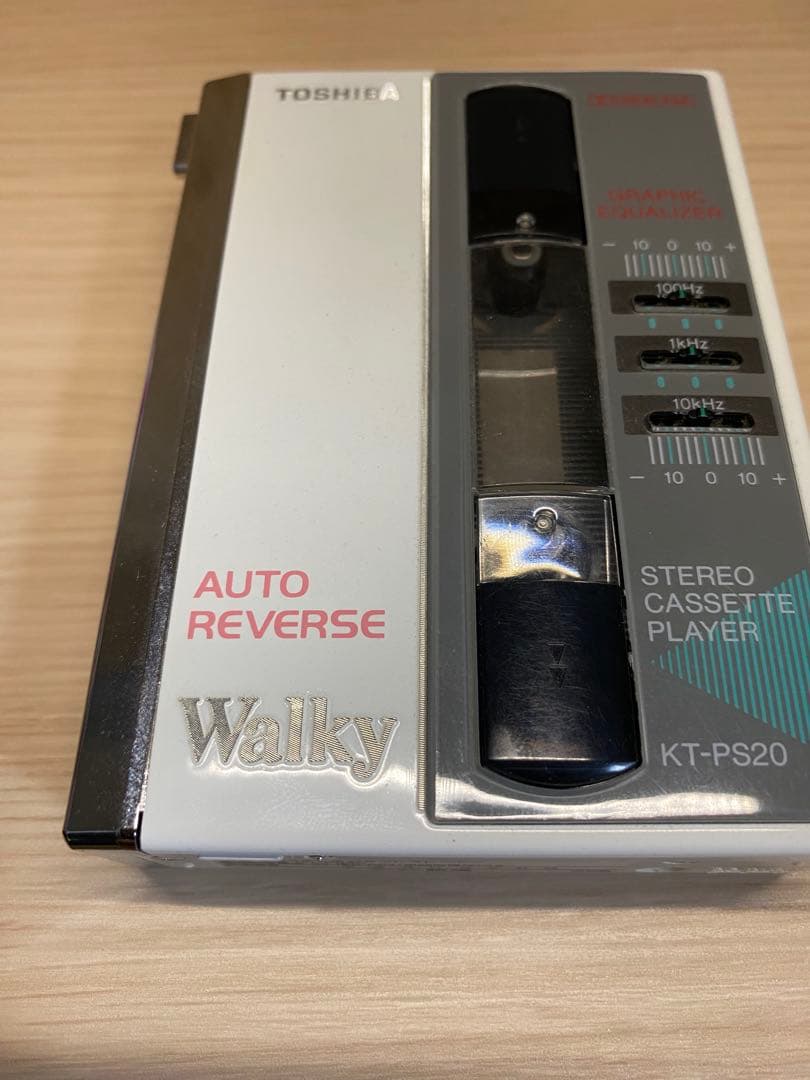 TOSHIBA
GRAPHIC
EQUALIZER
− 10 0 10 +
100Hz
1kHz
10kHz
− 10 0 10 +
AUTO
REVERSE
Walky
STEREO
CASSETTE
PLAYER
KT-PS20